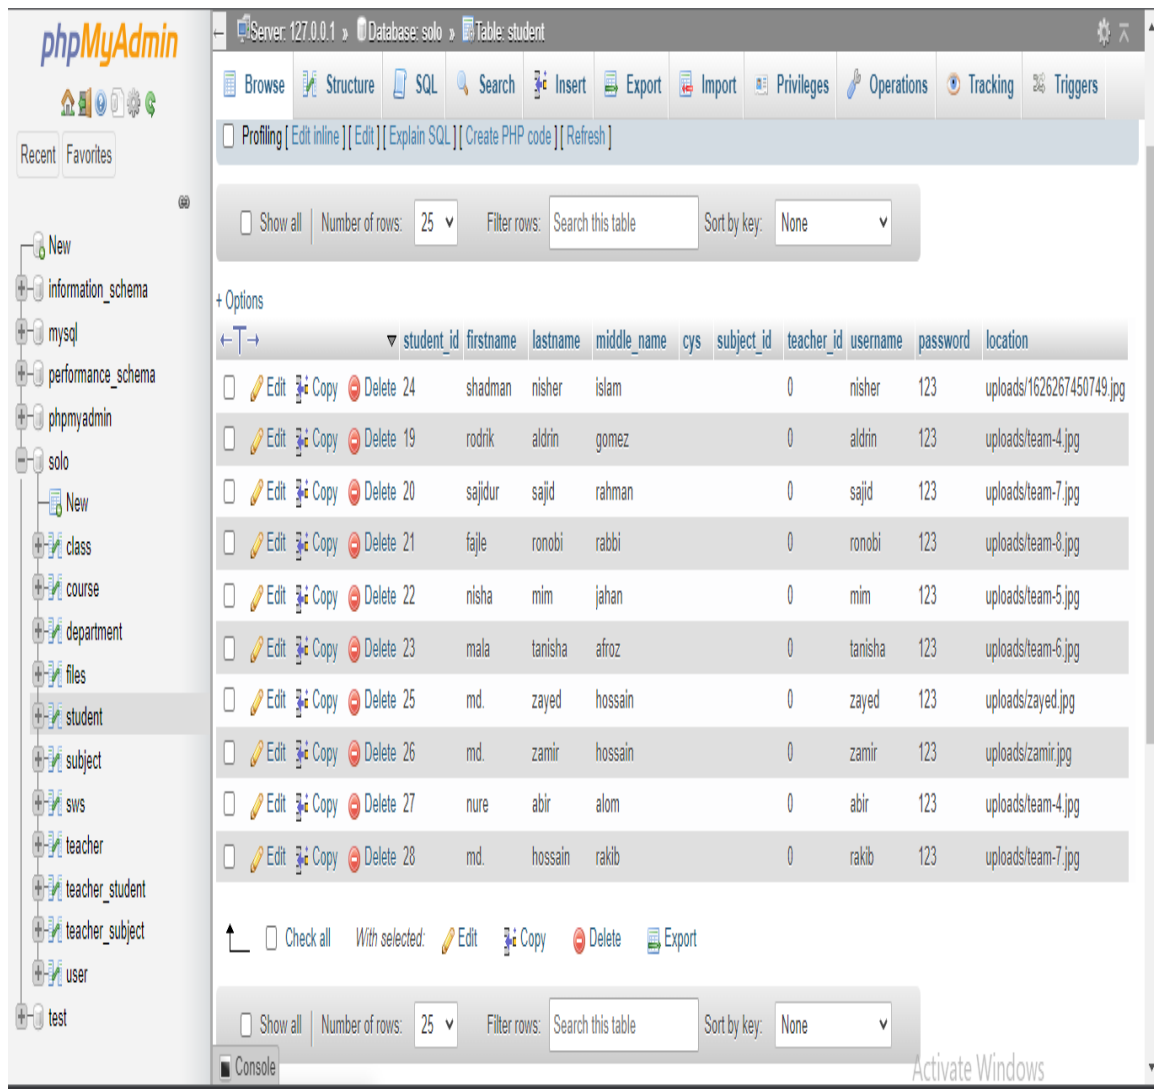 phpMyAdmin
Recent Favorites
New
information_schema
mysql
performance_schema
phpmyadmin
solo
New
class
course
department
files
student
subject
sws
teacher
teacher_student
teacher_subject
user
test
Server: 127.0.0.1 » Database: solo » Table: student
Browse Structure SQL Search Insert Export Import Privileges Operations Tracking Triggers
Profiling [ Edit inline ] [ Edit ] [ Explain SQL ] [ Create PHP code ] [ Refresh ]
Show all | Number of rows: 25 Filter rows: Search this table Sort by key: None
+ Options
←T→ student_id firstname lastname middle_name cys subject_id teacher_id username password location
Edit Copy Delete 24 shadman nisher islam 0 nisher 123 uploads/1626267450749.jpg
Edit Copy Delete 19 rodrik aldrin gomez 0 aldrin 123 uploads/team-4.jpg
Edit Copy Delete 20 sajidur sajid rahman 0 sajid 123 uploads/team-7.jpg
Edit Copy Delete 21 fajle ronobi rabbi 0 ronobi 123 uploads/team-8.jpg
Edit Copy Delete 22 nisha mim jahan 0 mim 123 uploads/team-5.jpg
Edit Copy Delete 23 mala tanisha afroz 0 tanisha 123 uploads/team-6.jpg
Edit Copy Delete 25 md. zayed hossain 0 zayed 123 uploads/zayed.jpg
Edit Copy Delete 26 md. zamir hossain 0 zamir 123 uploads/zamir.jpg
Edit Copy Delete 27 nure abir alom 0 abir 123 uploads/team-4.jpg
Edit Copy Delete 28 md. hossain rakib 0 rakib 123 uploads/team-7.jpg
Check all With selected: Edit Copy Delete Export
Show all | Number of rows: 25 Filter rows: Search this table Sort by key: None
Console
Activate Windows